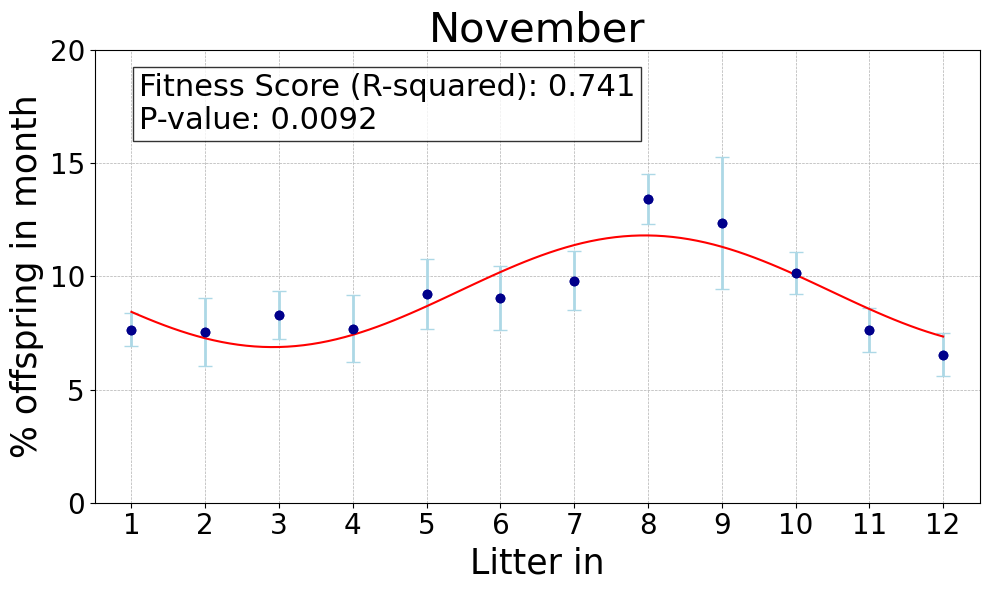 November
Fitness Score (R-squared): 0.741
P-value: 0.0092
% offspring in month
20
15
10
5
0
1 2 3 4 5 6 7 8 9 10 11 12
Litter in